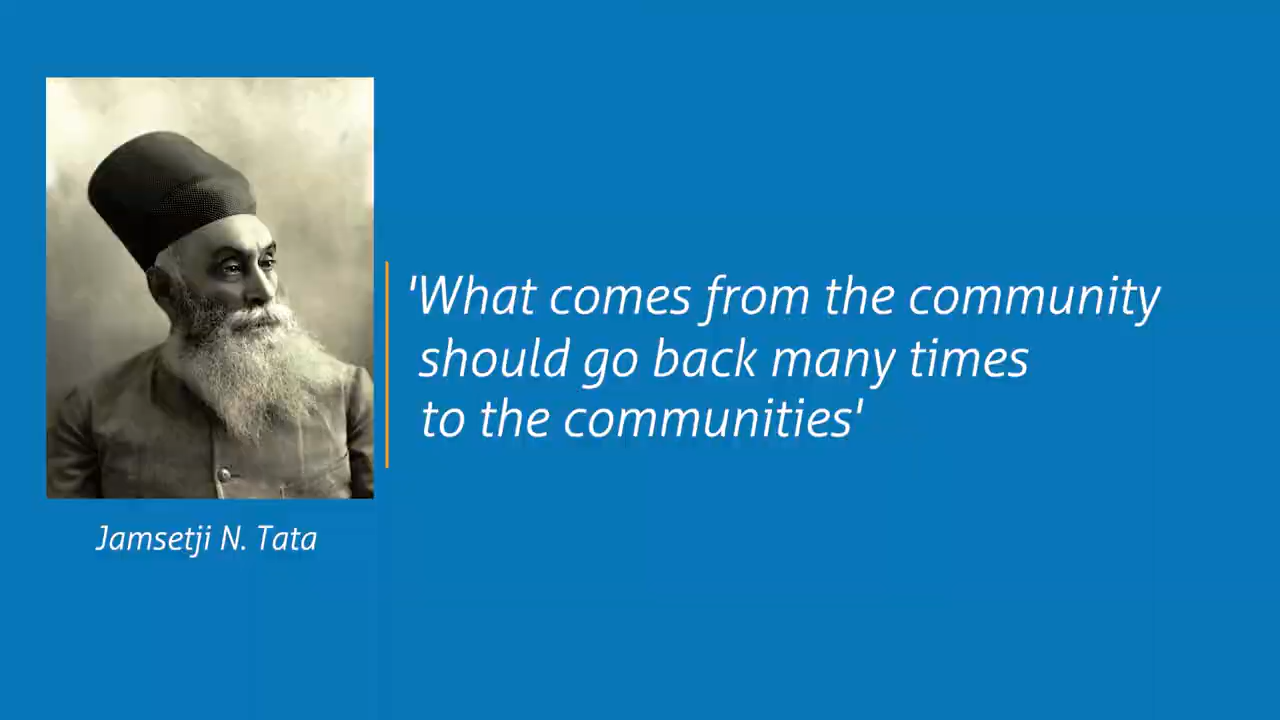 'What comes from the community
should go back many times
to the communities'
Jamsetji N. Tata